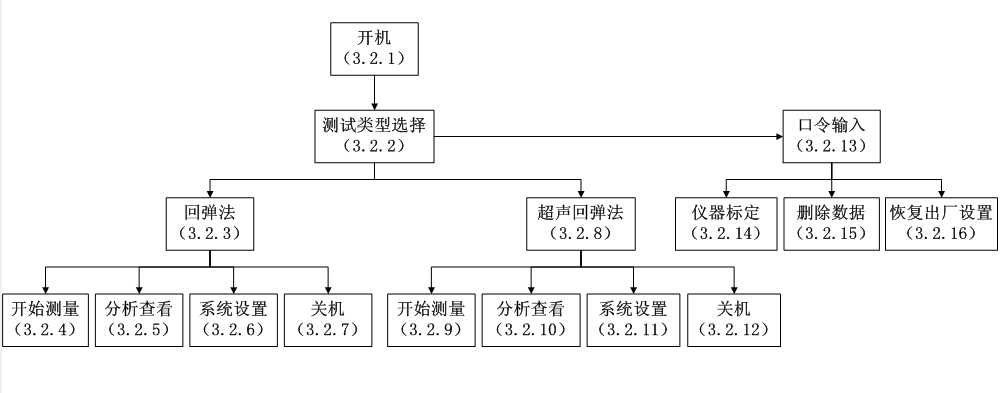 开机
(3.2.1)
测试类型选择
(3.2.2)
口令输入
(3.2.13)
回弹法
(3.2.3)
超声回弹法
(3.2.8)
仪器标定
(3.2.14)
删除数据
(3.2.15)
恢复出厂设置
(3.2.16)
开始测量
(3.2.4)
分析查看
(3.2.5)
系统设置
(3.2.6)
关机
(3.2.7)
开始测量
(3.2.9)
分析查看
(3.2.10)
系统设置
(3.2.11)
关机
(3.2.12)